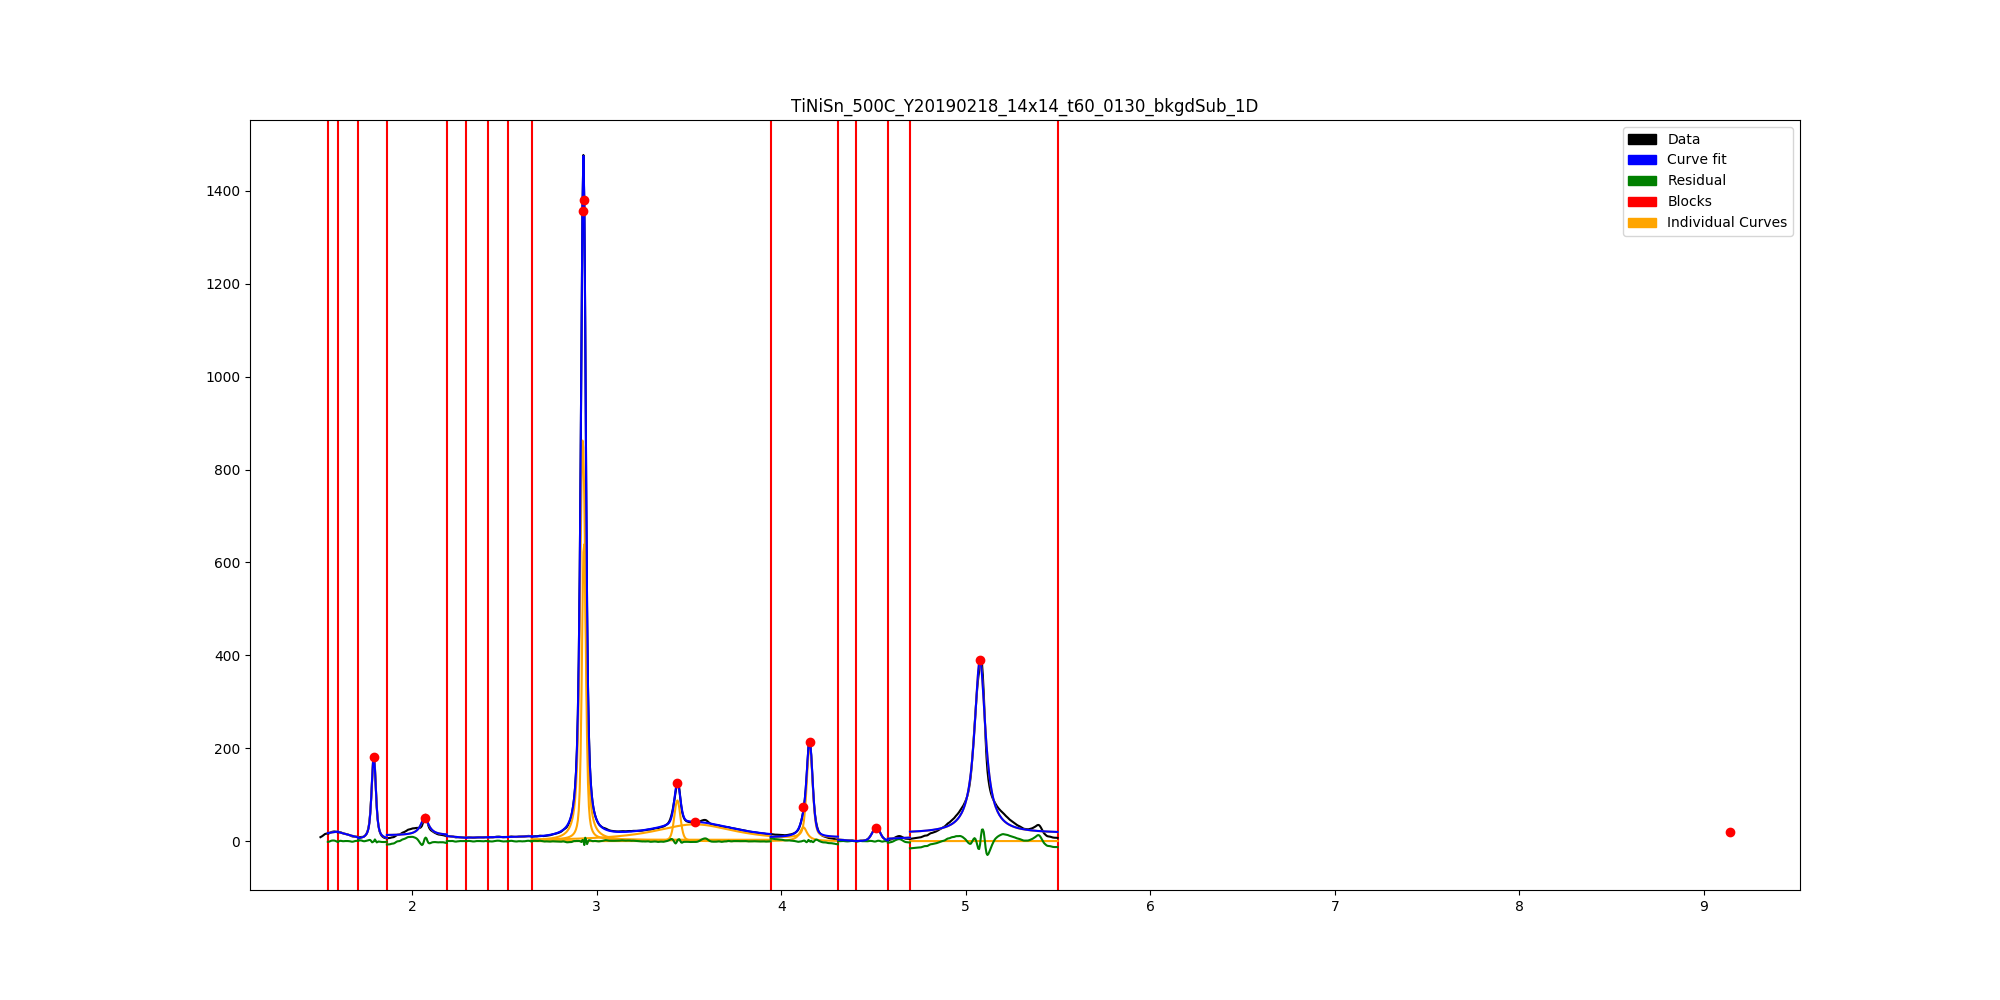 TiNiSn_500C_Y20190218_14x14_t60_0130_bkgdSub_1D
Data
Curve fit
Residual
Blocks
Individual Curves
1400
1200
1000
800
600
400
200
0
2 3 4 5 6 7 8 9